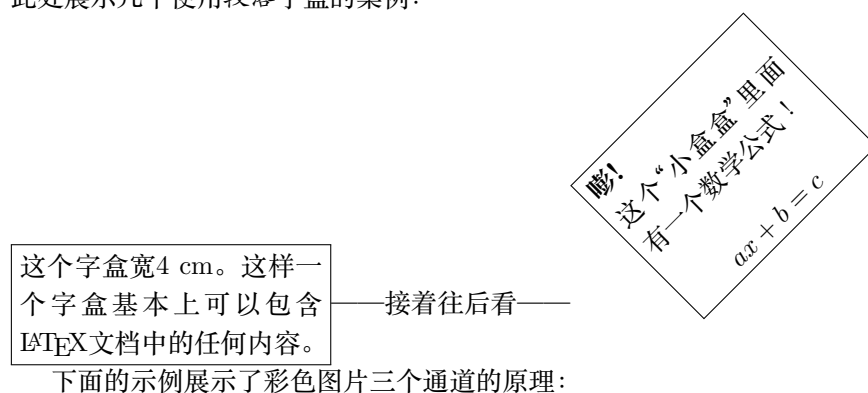 此处展示几个使用段落子盒的案例：
嘭!
这个“小盒盒”里面
有一个数学公式！
ax + b = c
这个字盒宽4 cm。这样一
个字盒基本上可以包含
LATEX文档中的任何内容。
——接着往后看——
下面的示例展示了彩色图片三个通道的原理：